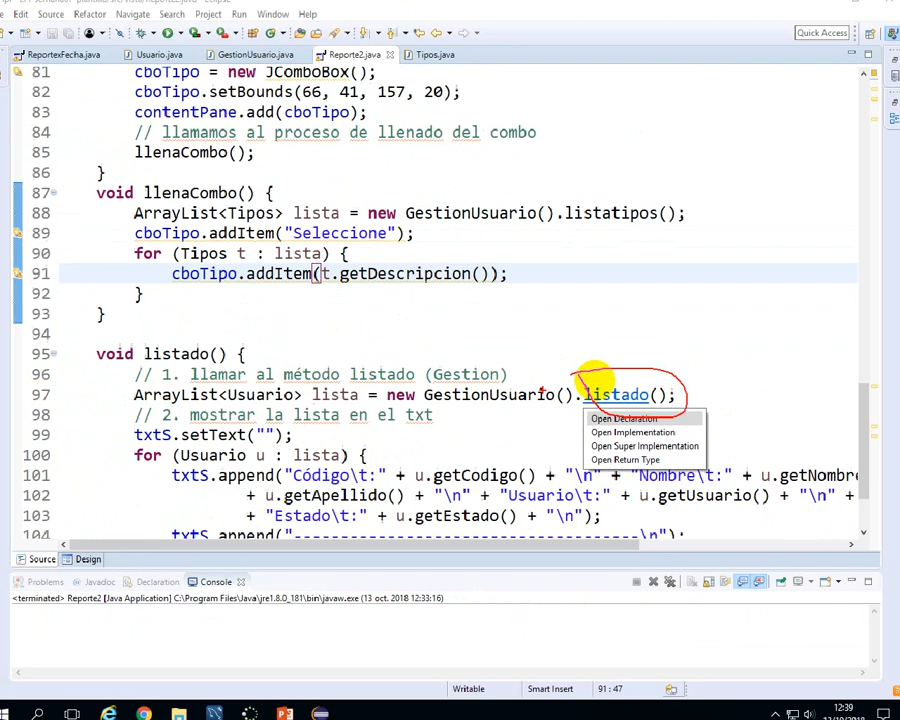 Edit Source Refactor Navigate Search Project Run Window Help
Quick Access
ReportexFecha.java Usuario.java GestionUsuario.java Reporte2.java Tipos.java
81 cboTipo = new JComboBox();
82 cboTipo.setBounds(66, 41, 157, 20);
83 contentPane.add(cboTipo);
84 // llamamos al proceso de llenado del combo
85 llenaCombo();
86 }
87 void llenaCombo() {
88 ArrayList<Tipos> lista = new GestionUsuario().listatipos();
89 cboTipo.addItem("Seleccione");
90 for (Tipos t : lista) {
91 cboTipo.addItem(t.getDescripcion());
92 }
93 }
94
95 void listado() {
96 // 1. llamar al método listado (Gestion)
97 ArrayList<Usuario> lista = new GestionUsuario().listado();
98 // 2. mostrar la lista en el txt
99 txtS.setText("");
100 for (Usuario u : lista) {
101 txtS.append("Código\t:" + u.getCodigo() + "\n" + "Nombre\t:" + u.getNombre
102 + u.getApellido() + "\n" + "Usuario\t:" + u.getUsuario() + "\n" +
103 + "Estado\t:" + u.getEstado() + "\n");
104 txtS.append("-------------------------------------\n");
Open Declaration
Open Implementation
Open Super Implementation
Open Return Type
Source Design
Problems Javadoc Declaration Console
<terminated> Reporte2 [Java Application] C:\Program Files\Java\jre1.8.0_181\bin\javaw.exe (13 oct. 2018 12:33:16)
Writable Smart Insert 91 : 47
12:39